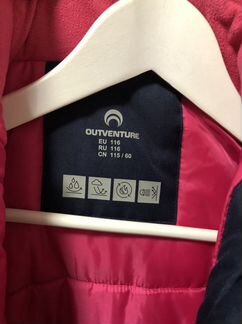 OUTVENTURE
EU 116
RU 116
CN 115 / 60